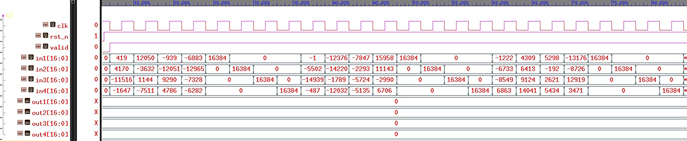 clk 0
rst_n 1
valid 0
in1[16:0] 0 0 419 12050 -939 -6883 16384 0 -1 -12376 -7847 15958 16384 0 -1222 4309 5298 -13176 16384 0
in2[16:0] 0 0 4170 -3632 -12051 -12965 0 16384 0 -5502 -14220 -2293 11143 0 16384 0 -6733 6413 -192 -8726 0 16384 0
in3[16:0] 0 0 -11516 1144 9290 -7328 0 16384 0 -14939 -1789 -5724 -2990 0 16384 0 -8549 9124 2621 12919 0 16384 0
in4[16:0] 0 0 -1647 -7511 4786 -6282 0 16384 -487 -12032 -5135 6706 0 16384 6863 14041 5434 3471 0 16384
out1[16:0] X 0
out2[16:0] X 0
out3[16:0] X 0
out4[16:0] X 0